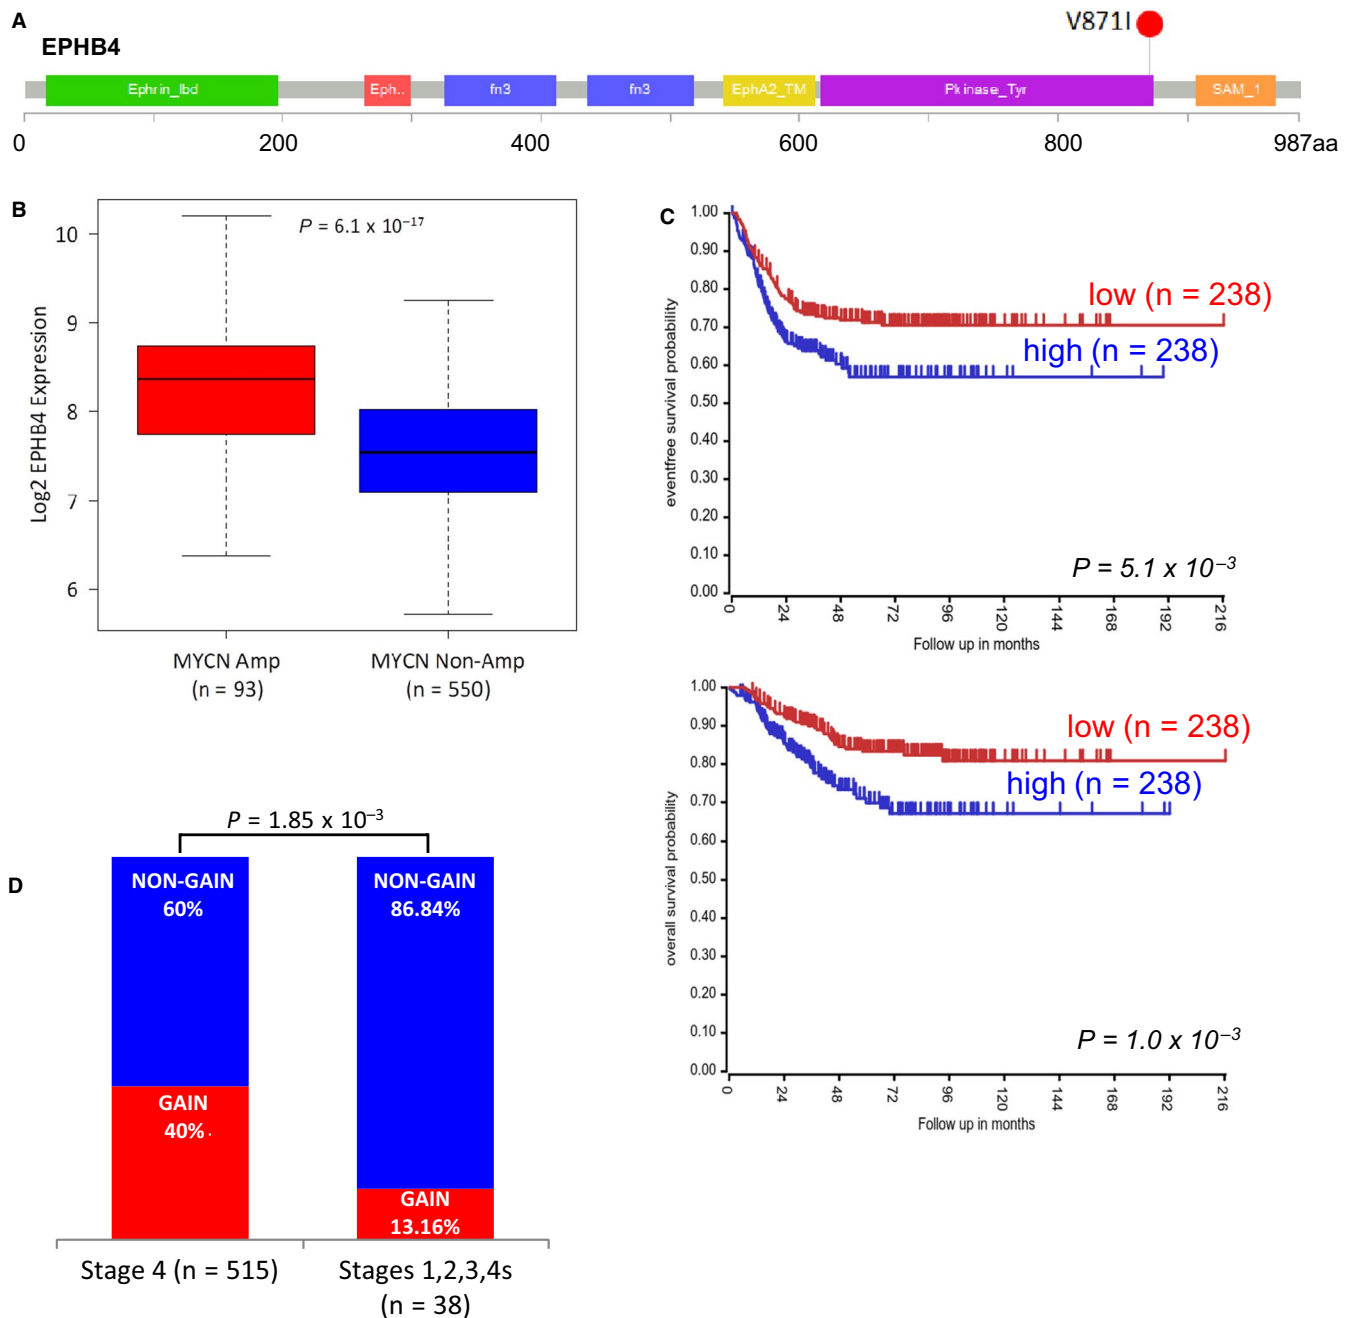 A
V871I
EPHB4
Ephrin_lbd
Eph..
fn3
fn3
EphA2_TM
Pkinase_Tyr
SAM_1
0
200
400
600
800
987aa
B
P = 6.1 x 10⁻¹⁷
Log2 EPHB4 Expression
10
9
8
7
6
MYCN Amp
(n = 93)
MYCN Non-Amp
(n = 550)
C
eventfree survival probability
1.00
0.90
0.80
0.70
0.60
0.50
0.40
0.30
0.20
0.10
0.00
low (n = 238)
high (n = 238)
P = 5.1 x 10⁻³
0
24
48
72
96
120
144
168
192
216
Follow up in months
overall survival probability
1.00
0.90
0.80
0.70
0.60
0.50
0.40
0.30
0.20
0.10
0.00
low (n = 238)
high (n = 238)
P = 1.0 x 10⁻³
0
24
48
72
96
120
144
168
192
216
Follow up in months
D
P = 1.85 x 10⁻³
NON-GAIN
60%
GAIN
40%
NON-GAIN
86.84%
GAIN
13.16%
Stage 4 (n = 515)
Stages 1,2,3,4s
(n = 38)